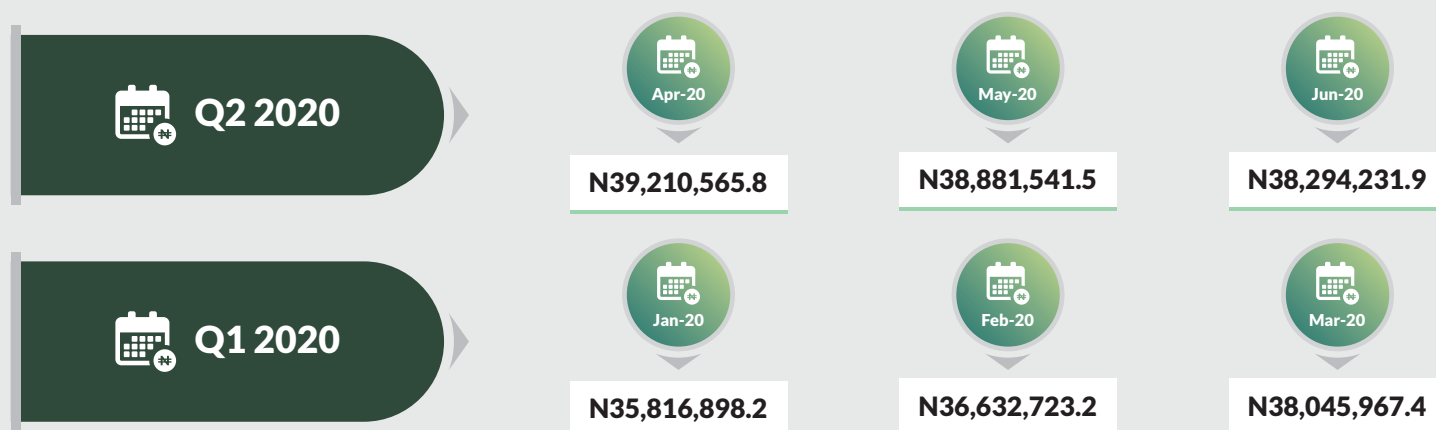 Q2 2020
Apr-20
May-20
Jun-20
N39,210,565.8
N38,881,541.5
N38,294,231.9
Q1 2020
Jan-20
Feb-20
Mar-20
N35,816,898.2
N36,632,723.2
N38,045,967.4